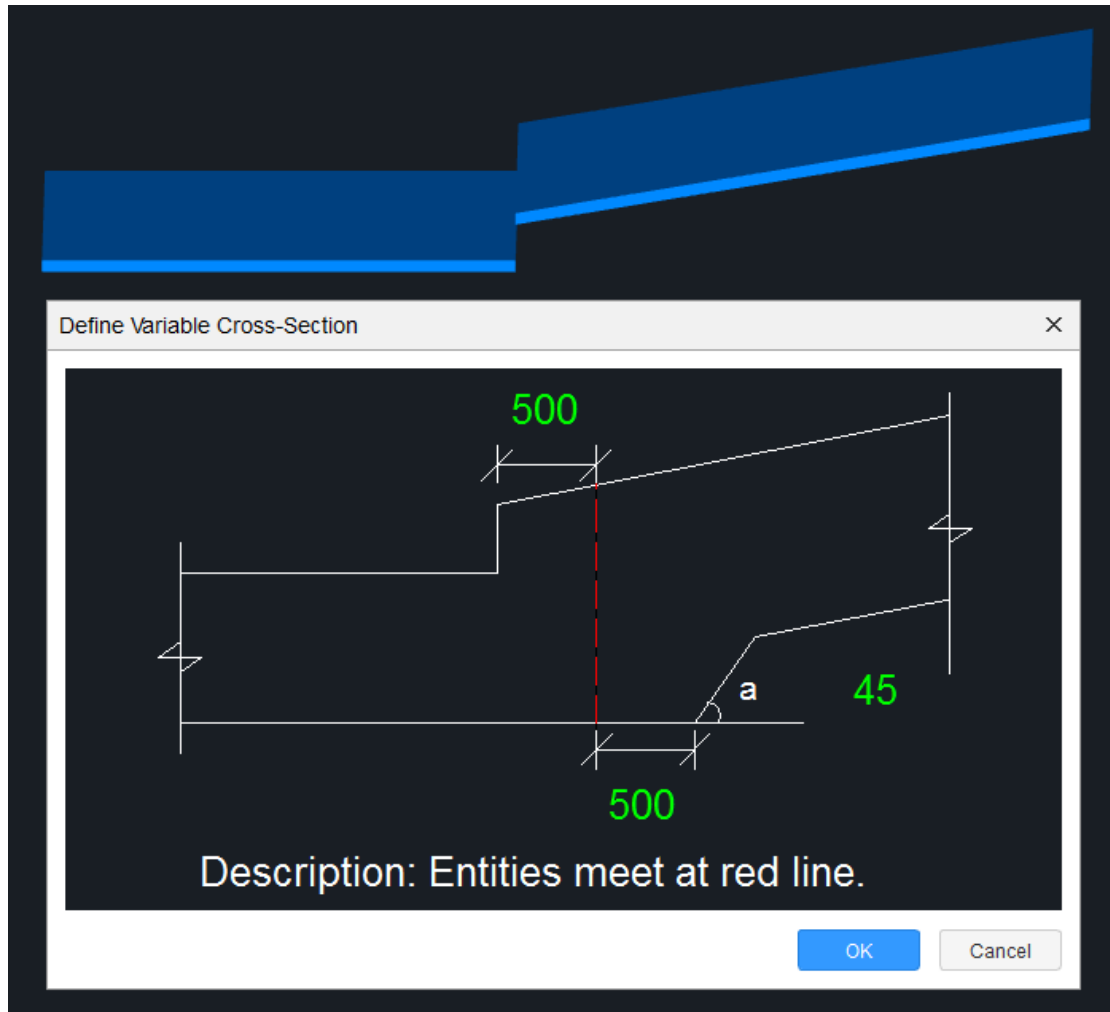 Define Variable Cross-Section
500
a
45
500
Description: Entities meet at red line.
OK
Cancel